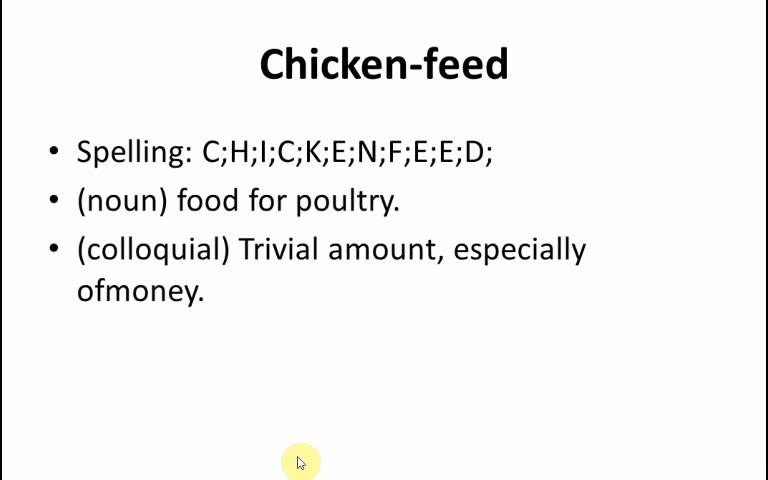 Chicken-feed
• Spelling: C;H;I;C;K;E;N;F;E;E;D;
• (noun) food for poultry.
• (colloquial) Trivial amount, especially
ofmoney.